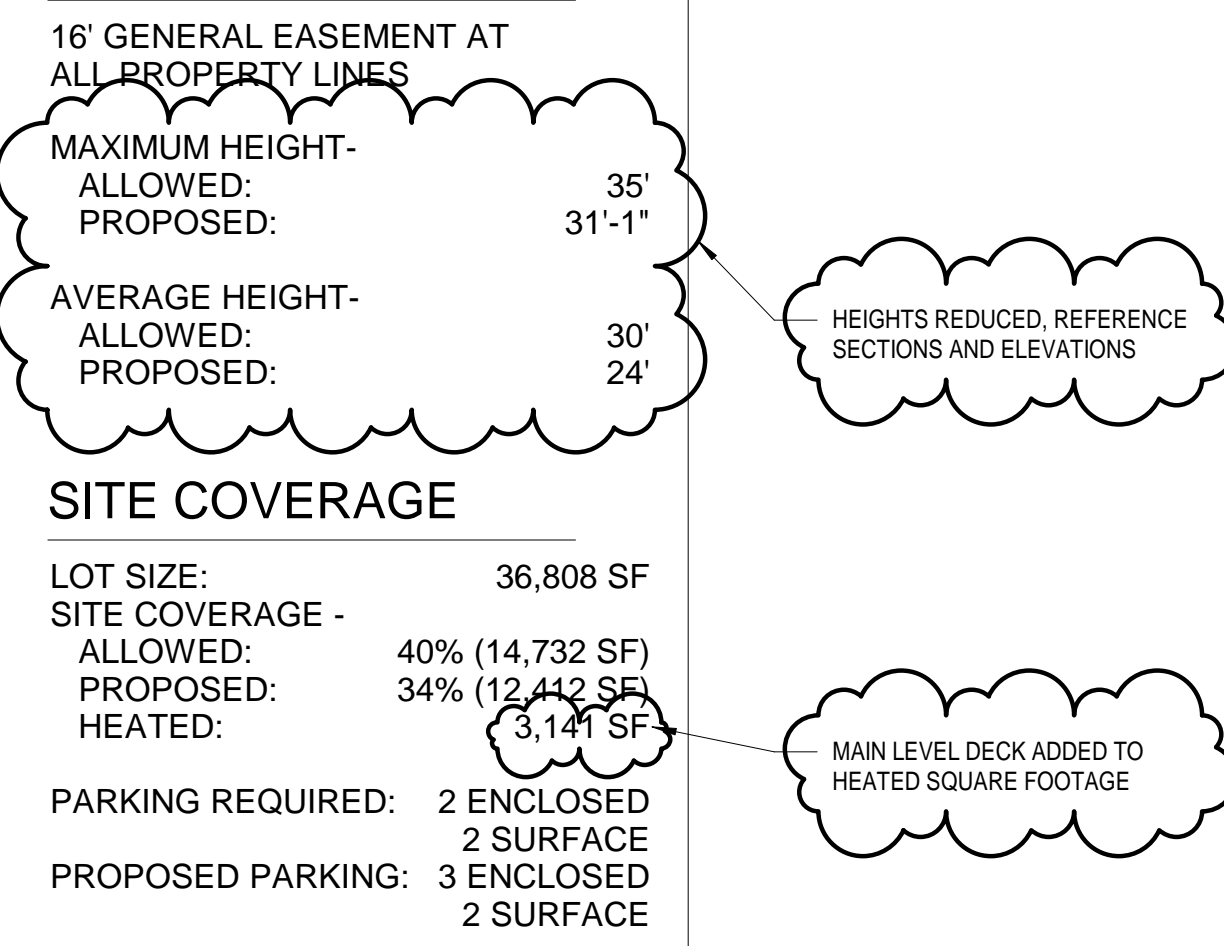 16' GENERAL EASEMENT AT
ALL PROPERTY LINES
MAXIMUM HEIGHT-
ALLOWED: 35'
PROPOSED: 31'-1"
AVERAGE HEIGHT-
ALLOWED: 30'
PROPOSED: 24'
HEIGHTS REDUCED, REFERENCE
SECTIONS AND ELEVATIONS
SITE COVERAGE
LOT SIZE: 36,808 SF
SITE COVERAGE -
ALLOWED: 40% (14,732 SF)
PROPOSED: 34% (12,412 SF)
HEATED: 3,141 SF
MAIN LEVEL DECK ADDED TO
HEATED SQUARE FOOTAGE
PARKING REQUIRED: 2 ENCLOSED
2 SURFACE
PROPOSED PARKING: 3 ENCLOSED
2 SURFACE